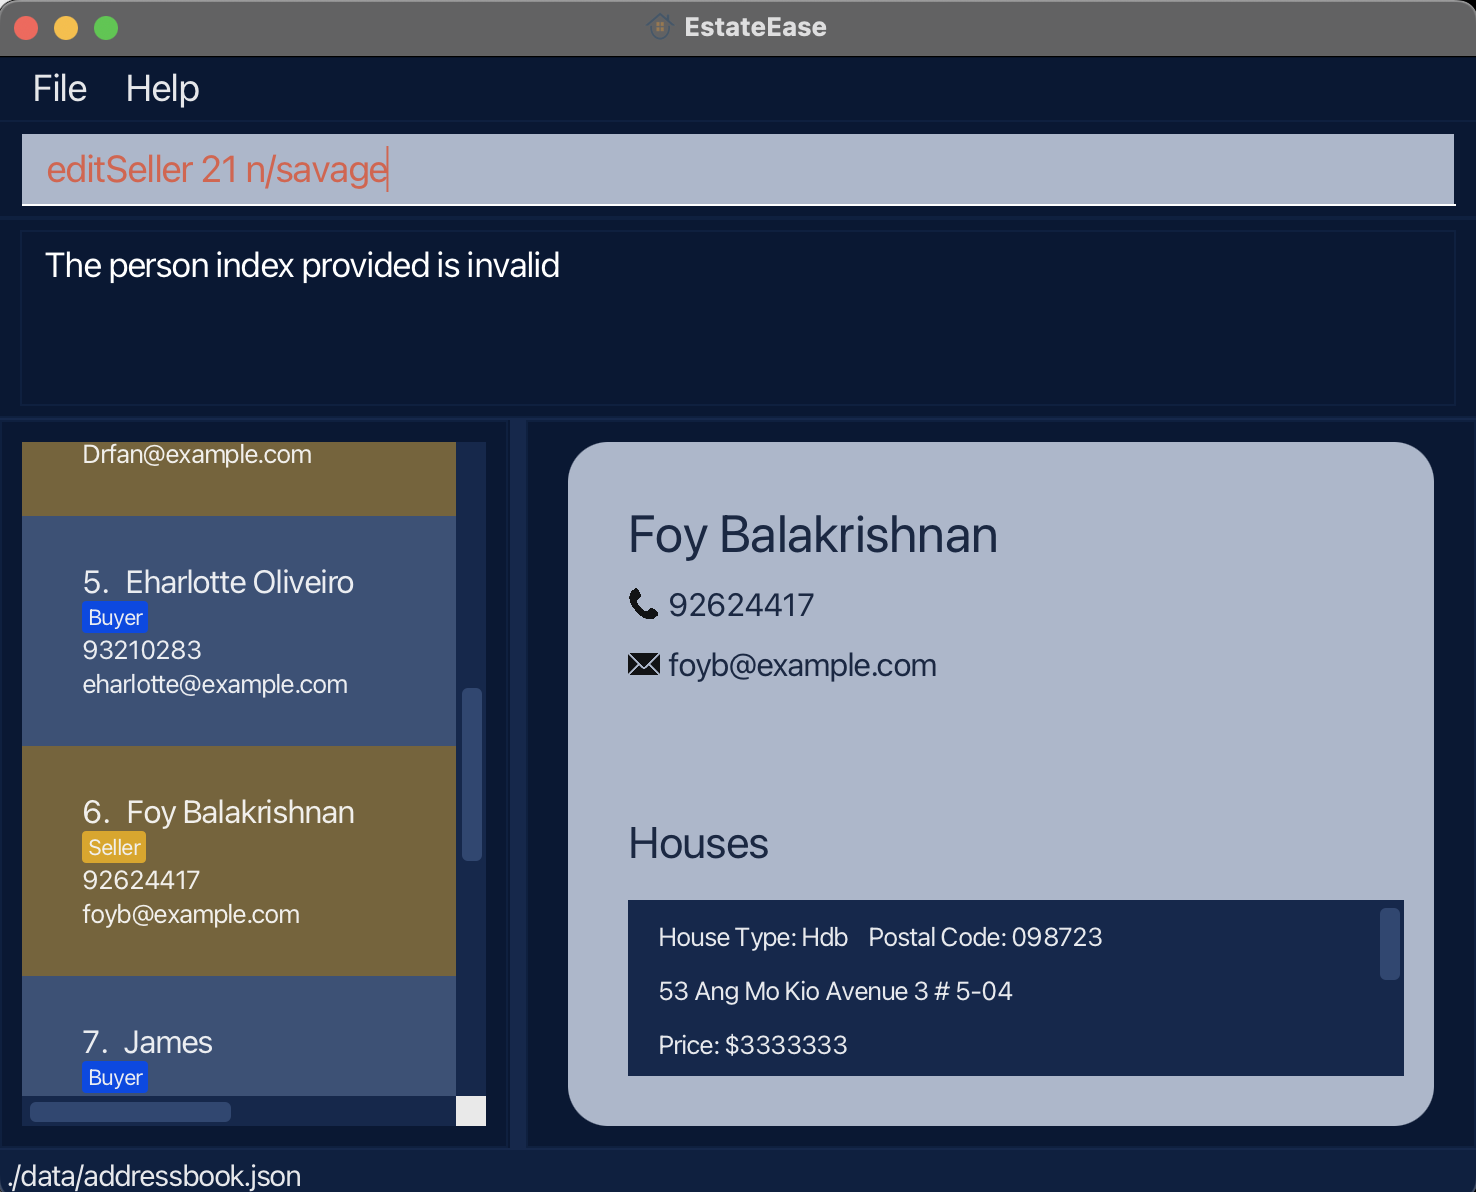 EstateEase
File Help
editSeller 21 n/savage
The person index provided is invalid
Drfan@example.com
5. Eharlotte Oliveiro
Buyer
93210283
eharlotte@example.com
6. Foy Balakrishnan
Seller
92624417
foyb@example.com
7. James
Buyer
Foy Balakrishnan
92624417
foyb@example.com
Houses
House Type: Hdb Postal Code: 098723
53 Ang Mo Kio Avenue 3 # 5-04
Price: $3333333
./data/addressbook.json